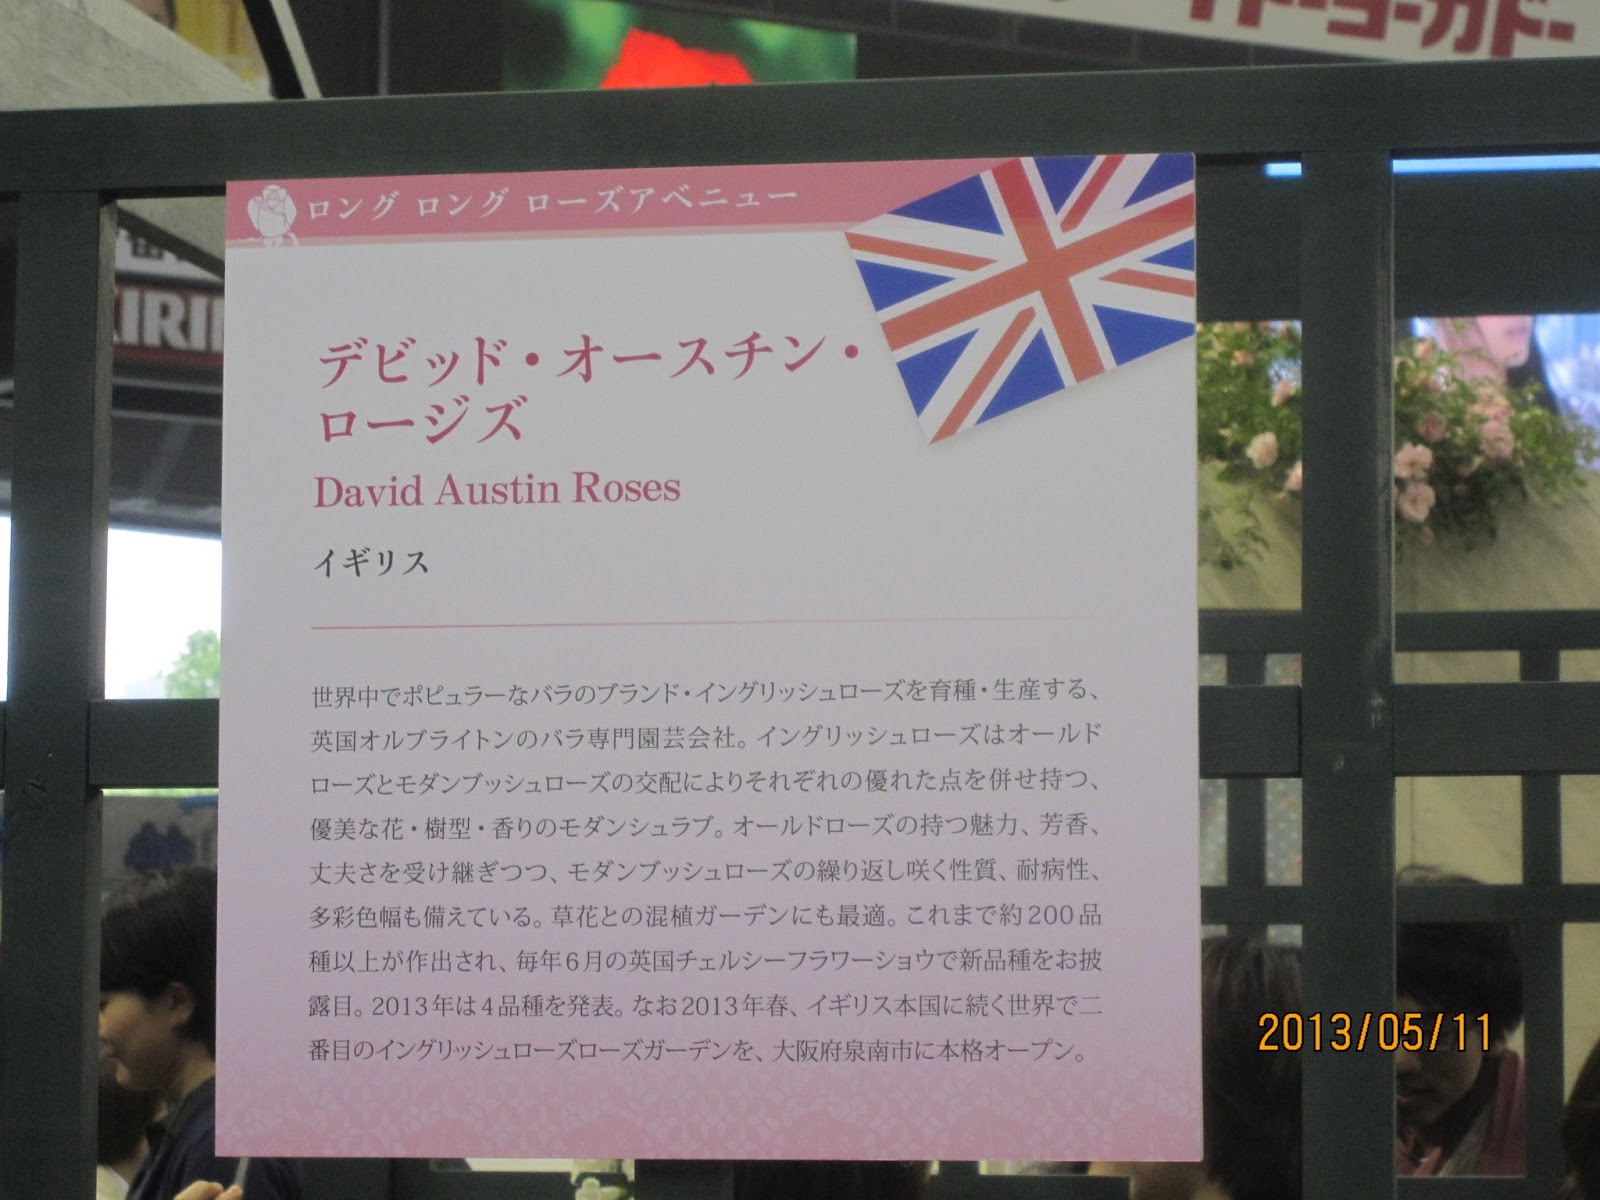 イトーヨーカドー
ロング ロング ローズアベニュー
KIRIN
デビッド・オースチン・
ロージズ
David Austin Roses
イギリス
世界中でポピュラーなバラのブランド・イングリッシュローズを育種・生産する、
英国オルブライトンのバラ専門園芸会社。イングリッシュローズはオールド
ローズとモダンブッシュローズの交配によりそれぞれの優れた点を併せ持つ、
優美な花・樹型・香りのモダンシュラブ。オールドローズの持つ魅力、芳香、
丈夫さを受け継ぎつつ、モダンブッシュローズの繰り返し咲く性質、耐病性、
多彩色幅も備えている。草花との混植ガーデンにも最適。これまで約200品
種以上が作出され、毎年6月の英国チェルシーフラワーショウで新品種をお披
露目。2013年は4品種を発表。なお2013年春、イギリス本国に続く世界で二
番目のイングリッシュローズローズガーデンを、大阪府泉南市に本格オープン。
2013/05/11